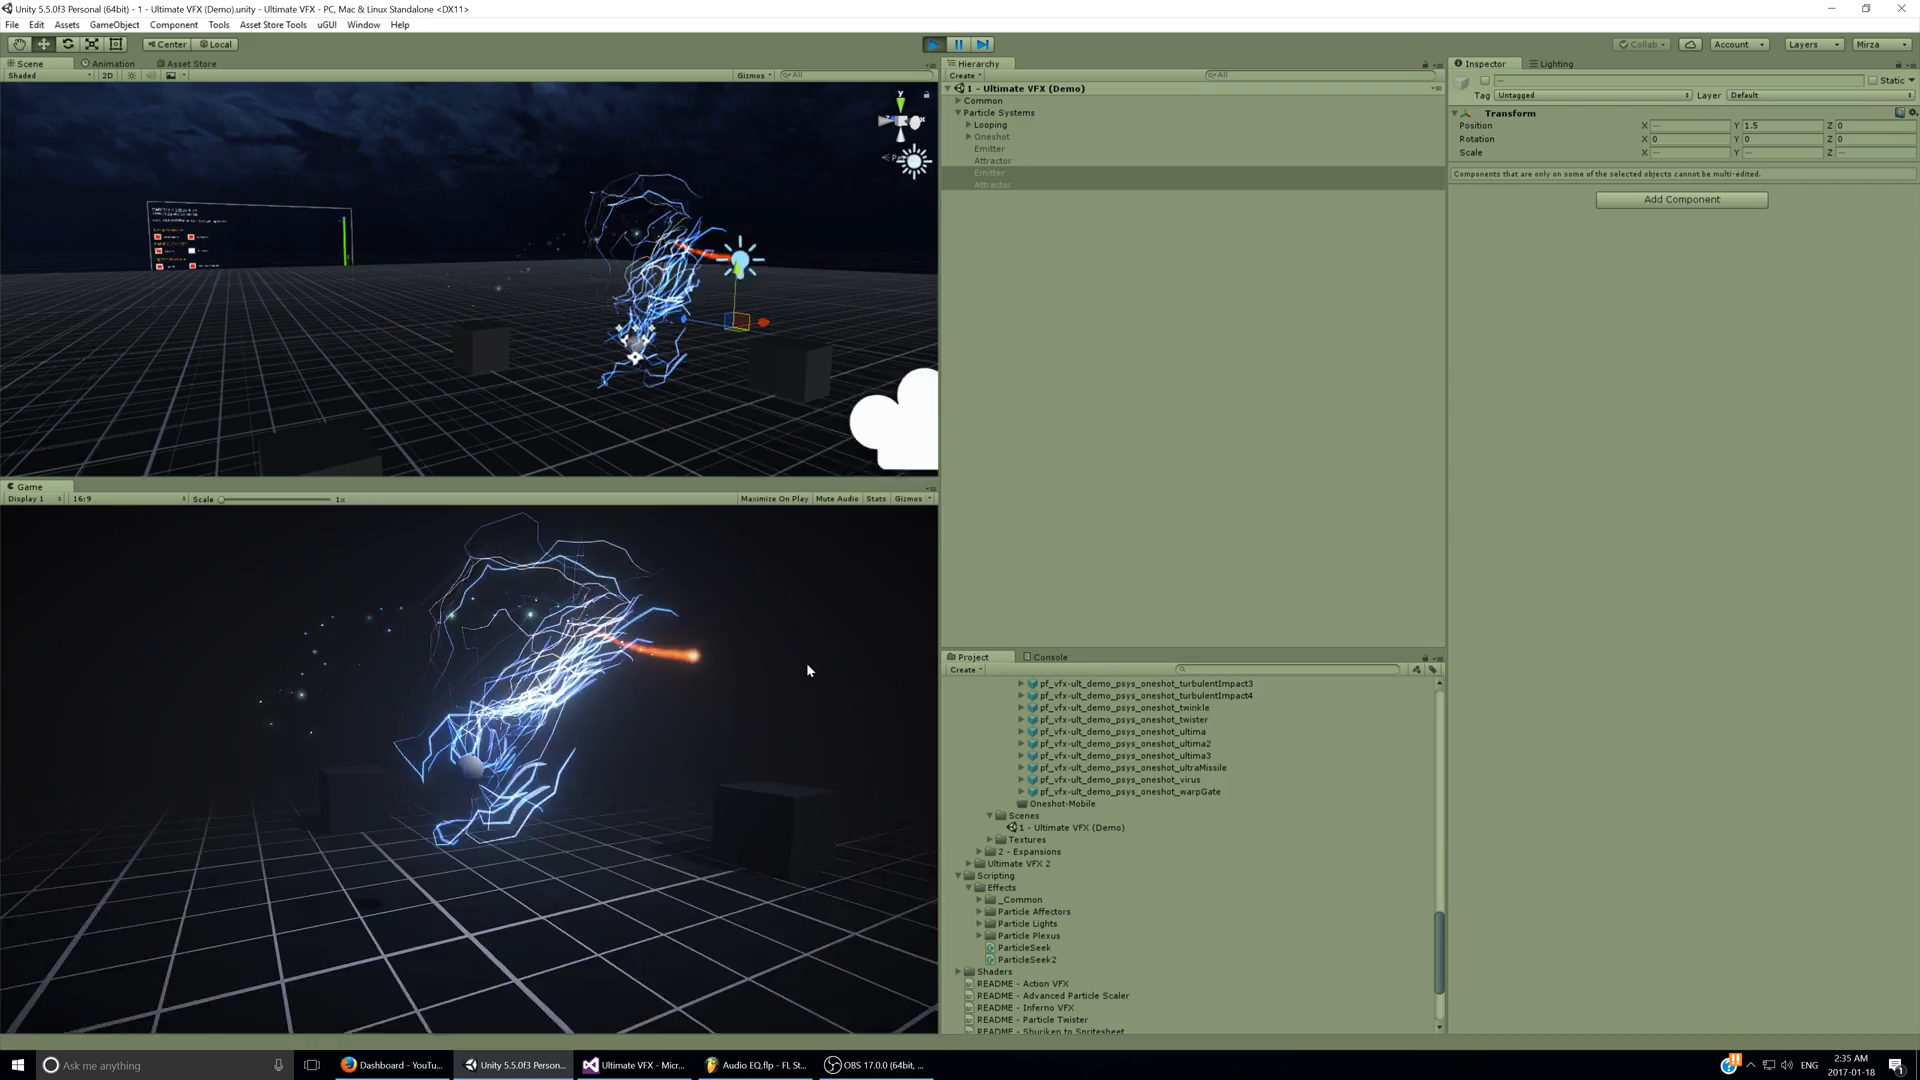 Unity 5.5.0f3 Personal (64bit) - 1 - Ultimate VFX (Demo).unity - Ultimate VFX - PC, Mac & Linux Standalone <DX11>
File Edit Assets GameObject Component Tools Asset Store Tools uGUI Window Help
Center Local
Collab Account Layers Mirza
Scene Animation Asset Store
Shaded 2D Gizmos All
y
Game
Display 1 16:9 Scale 1x Maximize On Play Mute Audio Stats Gizmos
Hierarchy
Create All
1 - Ultimate VFX (Demo)
Common
Particle Systems
Looping
Oneshot
Emitter
Attractor
Emitter
Attractor
Project Console
Create
pf_vfx-ult_demo_psys_oneshot_turbulentImpact3
pf_vfx-ult_demo_psys_oneshot_turbulentImpact4
pf_vfx-ult_demo_psys_oneshot_twinkle
pf_vfx-ult_demo_psys_oneshot_twister
pf_vfx-ult_demo_psys_oneshot_ultima
pf_vfx-ult_demo_psys_oneshot_ultima2
pf_vfx-ult_demo_psys_oneshot_ultima3
pf_vfx-ult_demo_psys_oneshot_ultraMissile
pf_vfx-ult_demo_psys_oneshot_virus
pf_vfx-ult_demo_psys_oneshot_warpGate
Oneshot-Mobile
Scenes
1 - Ultimate VFX (Demo)
Textures
2 - Expansions
Ultimate VFX 2
Scripting
Effects
_Common
Particle Affectors
Particle Lights
Particle Plexus
ParticleSeek
ParticleSeek2
Shaders
README - Action VFX
README - Advanced Particle Scaler
README - Inferno VFX
README - Particle Twister
README - Shuriken to Spritesheet
Inspector Lighting
— Static
Tag Untagged Layer Default
Transform
Position X — Y 1.5 Z 0
Rotation X 0 Y 0 Z 0
Scale X — Y — Z —
Components that are only on some of the selected objects cannot be multi-edited.
Add Component
Ask me anything
Dashboard - YouTu...
Unity 5.5.0f3 Person...
Ultimate VFX - Micr...
Audio EQ.flp - FL St...
OBS 17.0.0 (64bit, ...
ENG
2:35 AM
2017-01-18